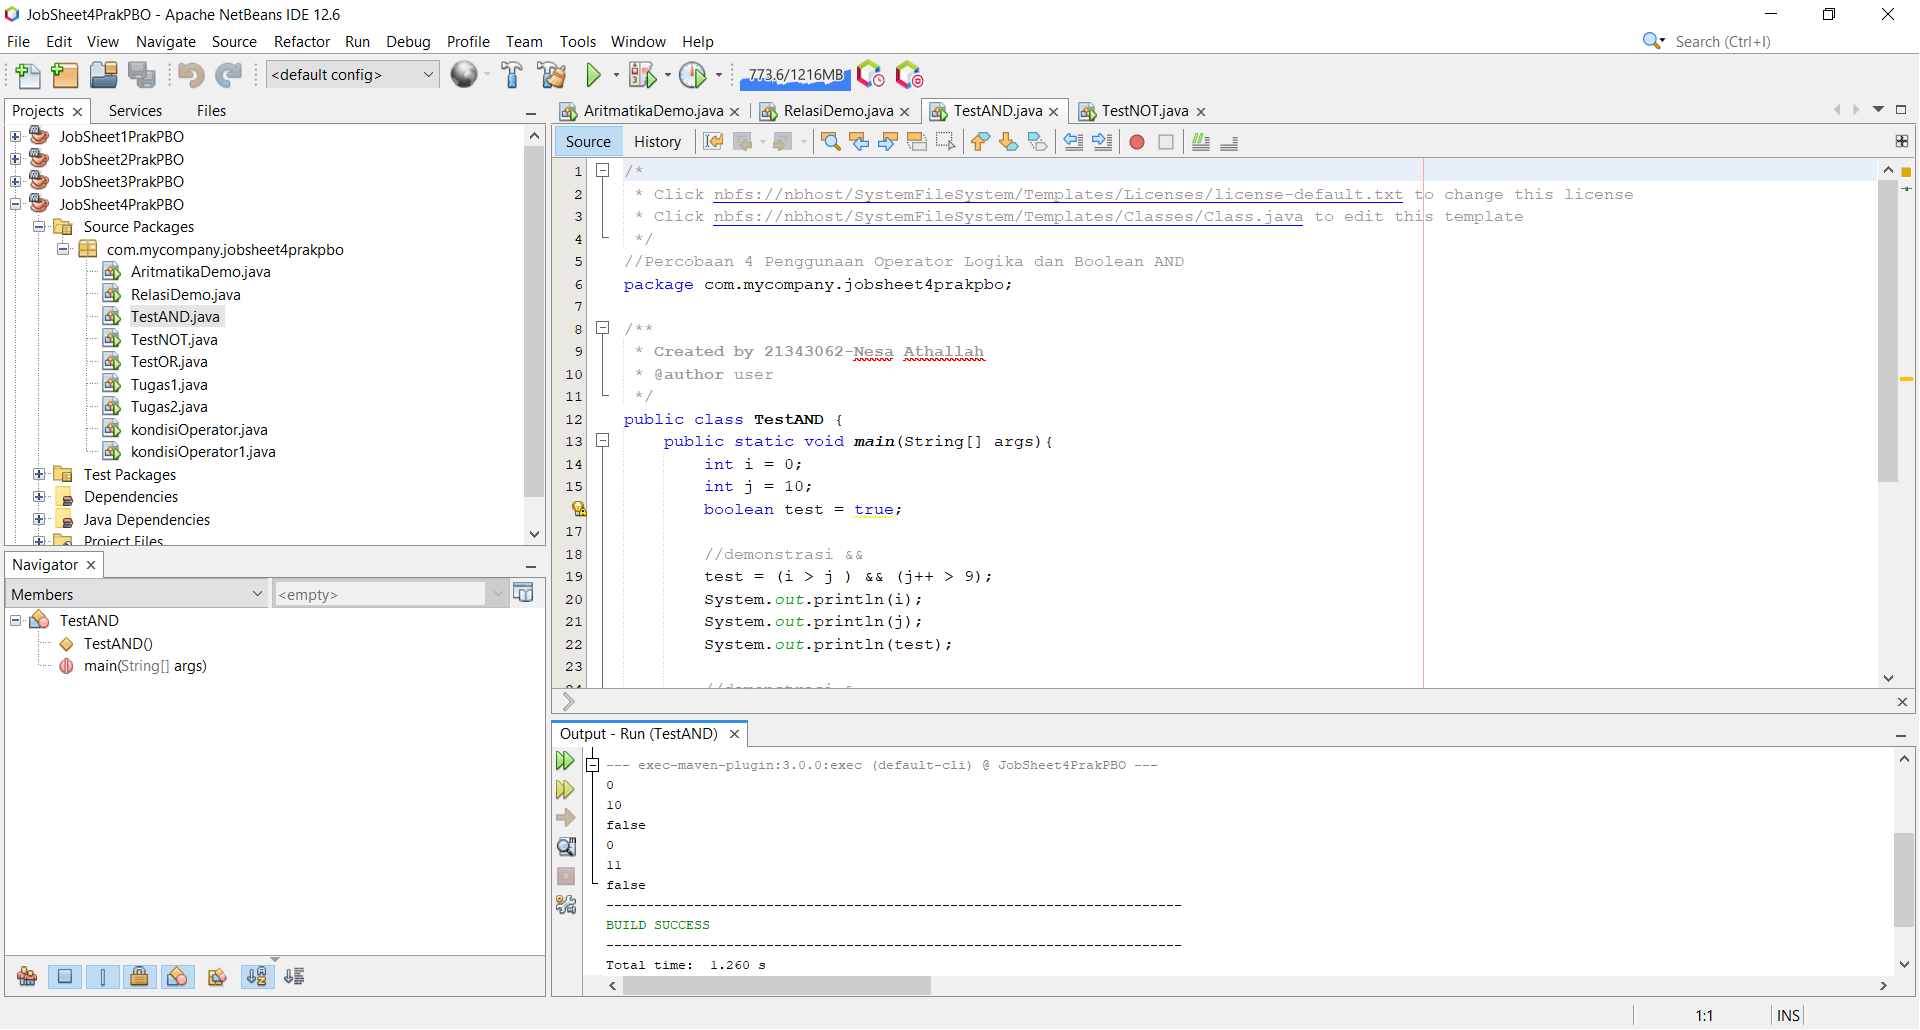 JobSheet4PrakPBO - Apache NetBeans IDE 12.6
File Edit View Navigate Source Refactor Run Debug Profile Team Tools Window Help
Search (Ctrl+I)
<default config>
773.6/1216MB
Projects Services Files
JobSheet1PrakPBO
JobSheet2PrakPBO
JobSheet3PrakPBO
JobSheet4PrakPBO
Source Packages
com.mycompany.jobsheet4prakpbo
AritmatikaDemo.java
RelasiDemo.java
TestAND.java
TestNOT.java
TestOR.java
Tugas1.java
Tugas2.java
kondisiOperator.java
kondisiOperator1.java
Test Packages
Dependencies
Java Dependencies
Project Files
Navigator
Members
<empty>
TestAND
TestAND()
main(String[] args)
AritmatikaDemo.java RelasiDemo.java TestAND.java TestNOT.java
Source History
1 /*
2 * Click nbfs://nbhost/SystemFileSystem/Templates/Licenses/license-default.txt to change this license
3 * Click nbfs://nbhost/SystemFileSystem/Templates/Classes/Class.java to edit this template
4 */
5 //Percobaan 4 Penggunaan Operator Logika dan Boolean AND
6 package com.mycompany.jobsheet4prakpbo;
7
8 /**
9 * Created by 21343062-Nesa Athallah
10 * @author user
11 */
12 public class TestAND {
13 public static void main(String[] args){
14 int i = 0;
15 int j = 10;
boolean test = true;
17
18 //demonstrasi &&
19 test = (i > j ) && (j++ > 9);
20 System.out.println(i);
21 System.out.println(j);
22 System.out.println(test);
23
24 //demonstrasi &
Output - Run (TestAND)
--- exec-maven-plugin:3.0.0:exec (default-cli) @ JobSheet4PrakPBO ---
0
10
false
0
11
false
------------------------------------------------------------------------
BUILD SUCCESS
------------------------------------------------------------------------
Total time: 1.260 s
1:1 INS